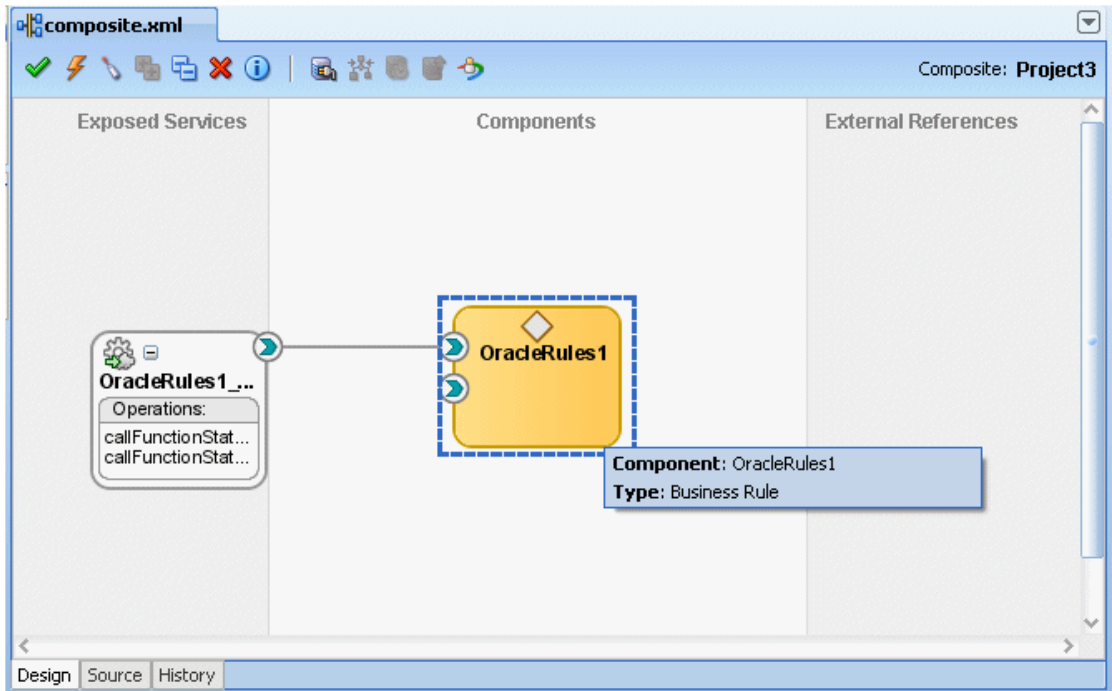 composite.xml
Composite: Project3
Exposed Services
Components
External References
OracleRules1_...
Operations:
callFunctionStat...
callFunctionStat...
OracleRules1
Component: OracleRules1
Type: Business Rule
Design Source History